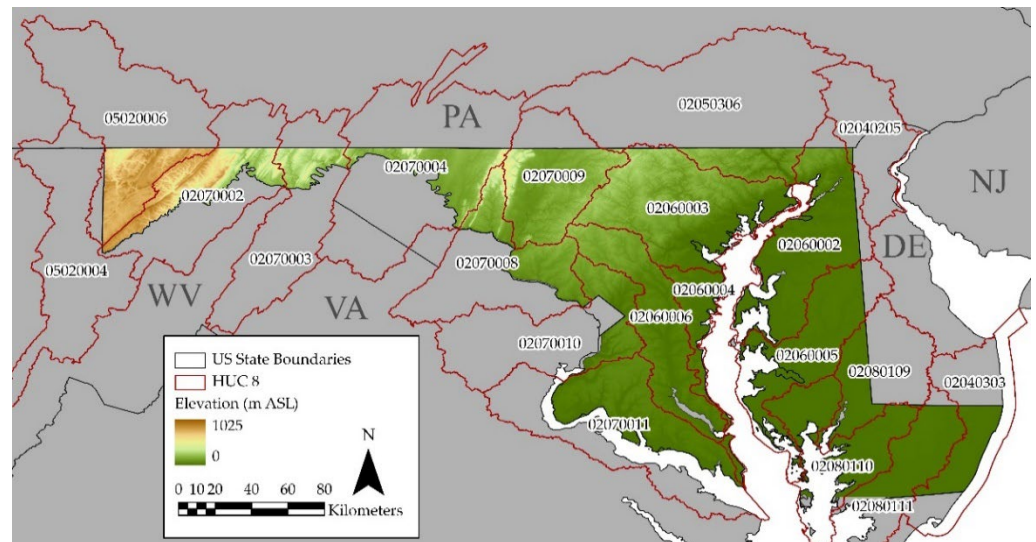 02050306
05020006
PA
02040205
02070004
02070009
NJ
02070002
02060003
02060002
05020004
02070003
02070008
DE
WV
VA
02060004
02060006
02070010
02060005
02080109
02040303
02070011
02080110
02080111
US State Boundaries
HUC 8
Elevation (m ASL)
1025
0
N
0 10 20 40 60 80
Kilometers